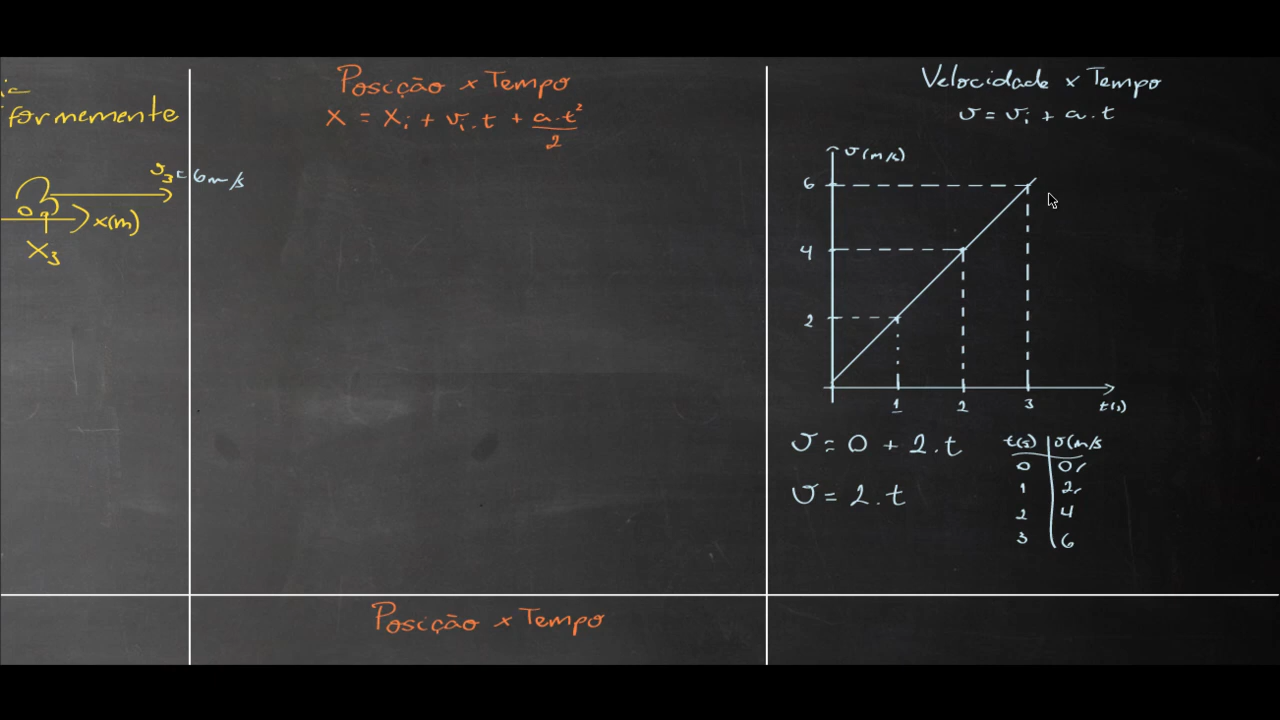 formemente
v₃ = 6m/s
x(m)
X₃
Posição x Tempo
X = Xᵢ + vᵢ.t + a.t²/2
Velocidade x Tempo
v = vᵢ + a.t
v(m/s)
6
4
2
1 2 3 t(s)
v = 0 + 2.t
v = 2.t
t(s) v(m/s
0 0
1 2
2 4
3 6
Posição x Tempo